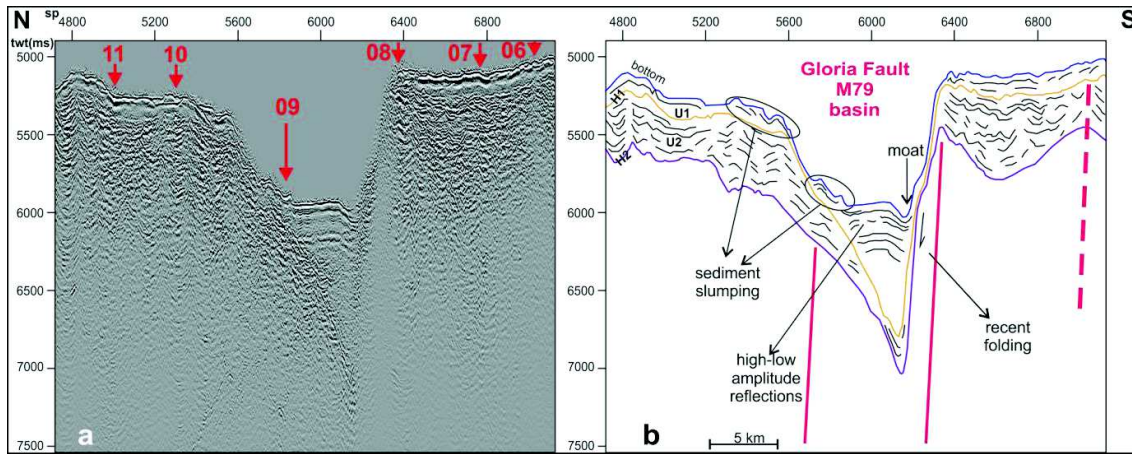 N sp S
4800 5200 5600 6000 6400 6800
4800 5200 5600 6000 6400 6800
twt(ms)
5000
5500
6000
6500
7000
7500
11 10 09 08 07 06
a
5000
5500
6000
6500
7000
7500
bottom
H1
U1
U2
H2
Gloria Fault
M79
basin
moat
sediment
slumping
high-low
amplitude
reflections
recent
folding
b
5 km